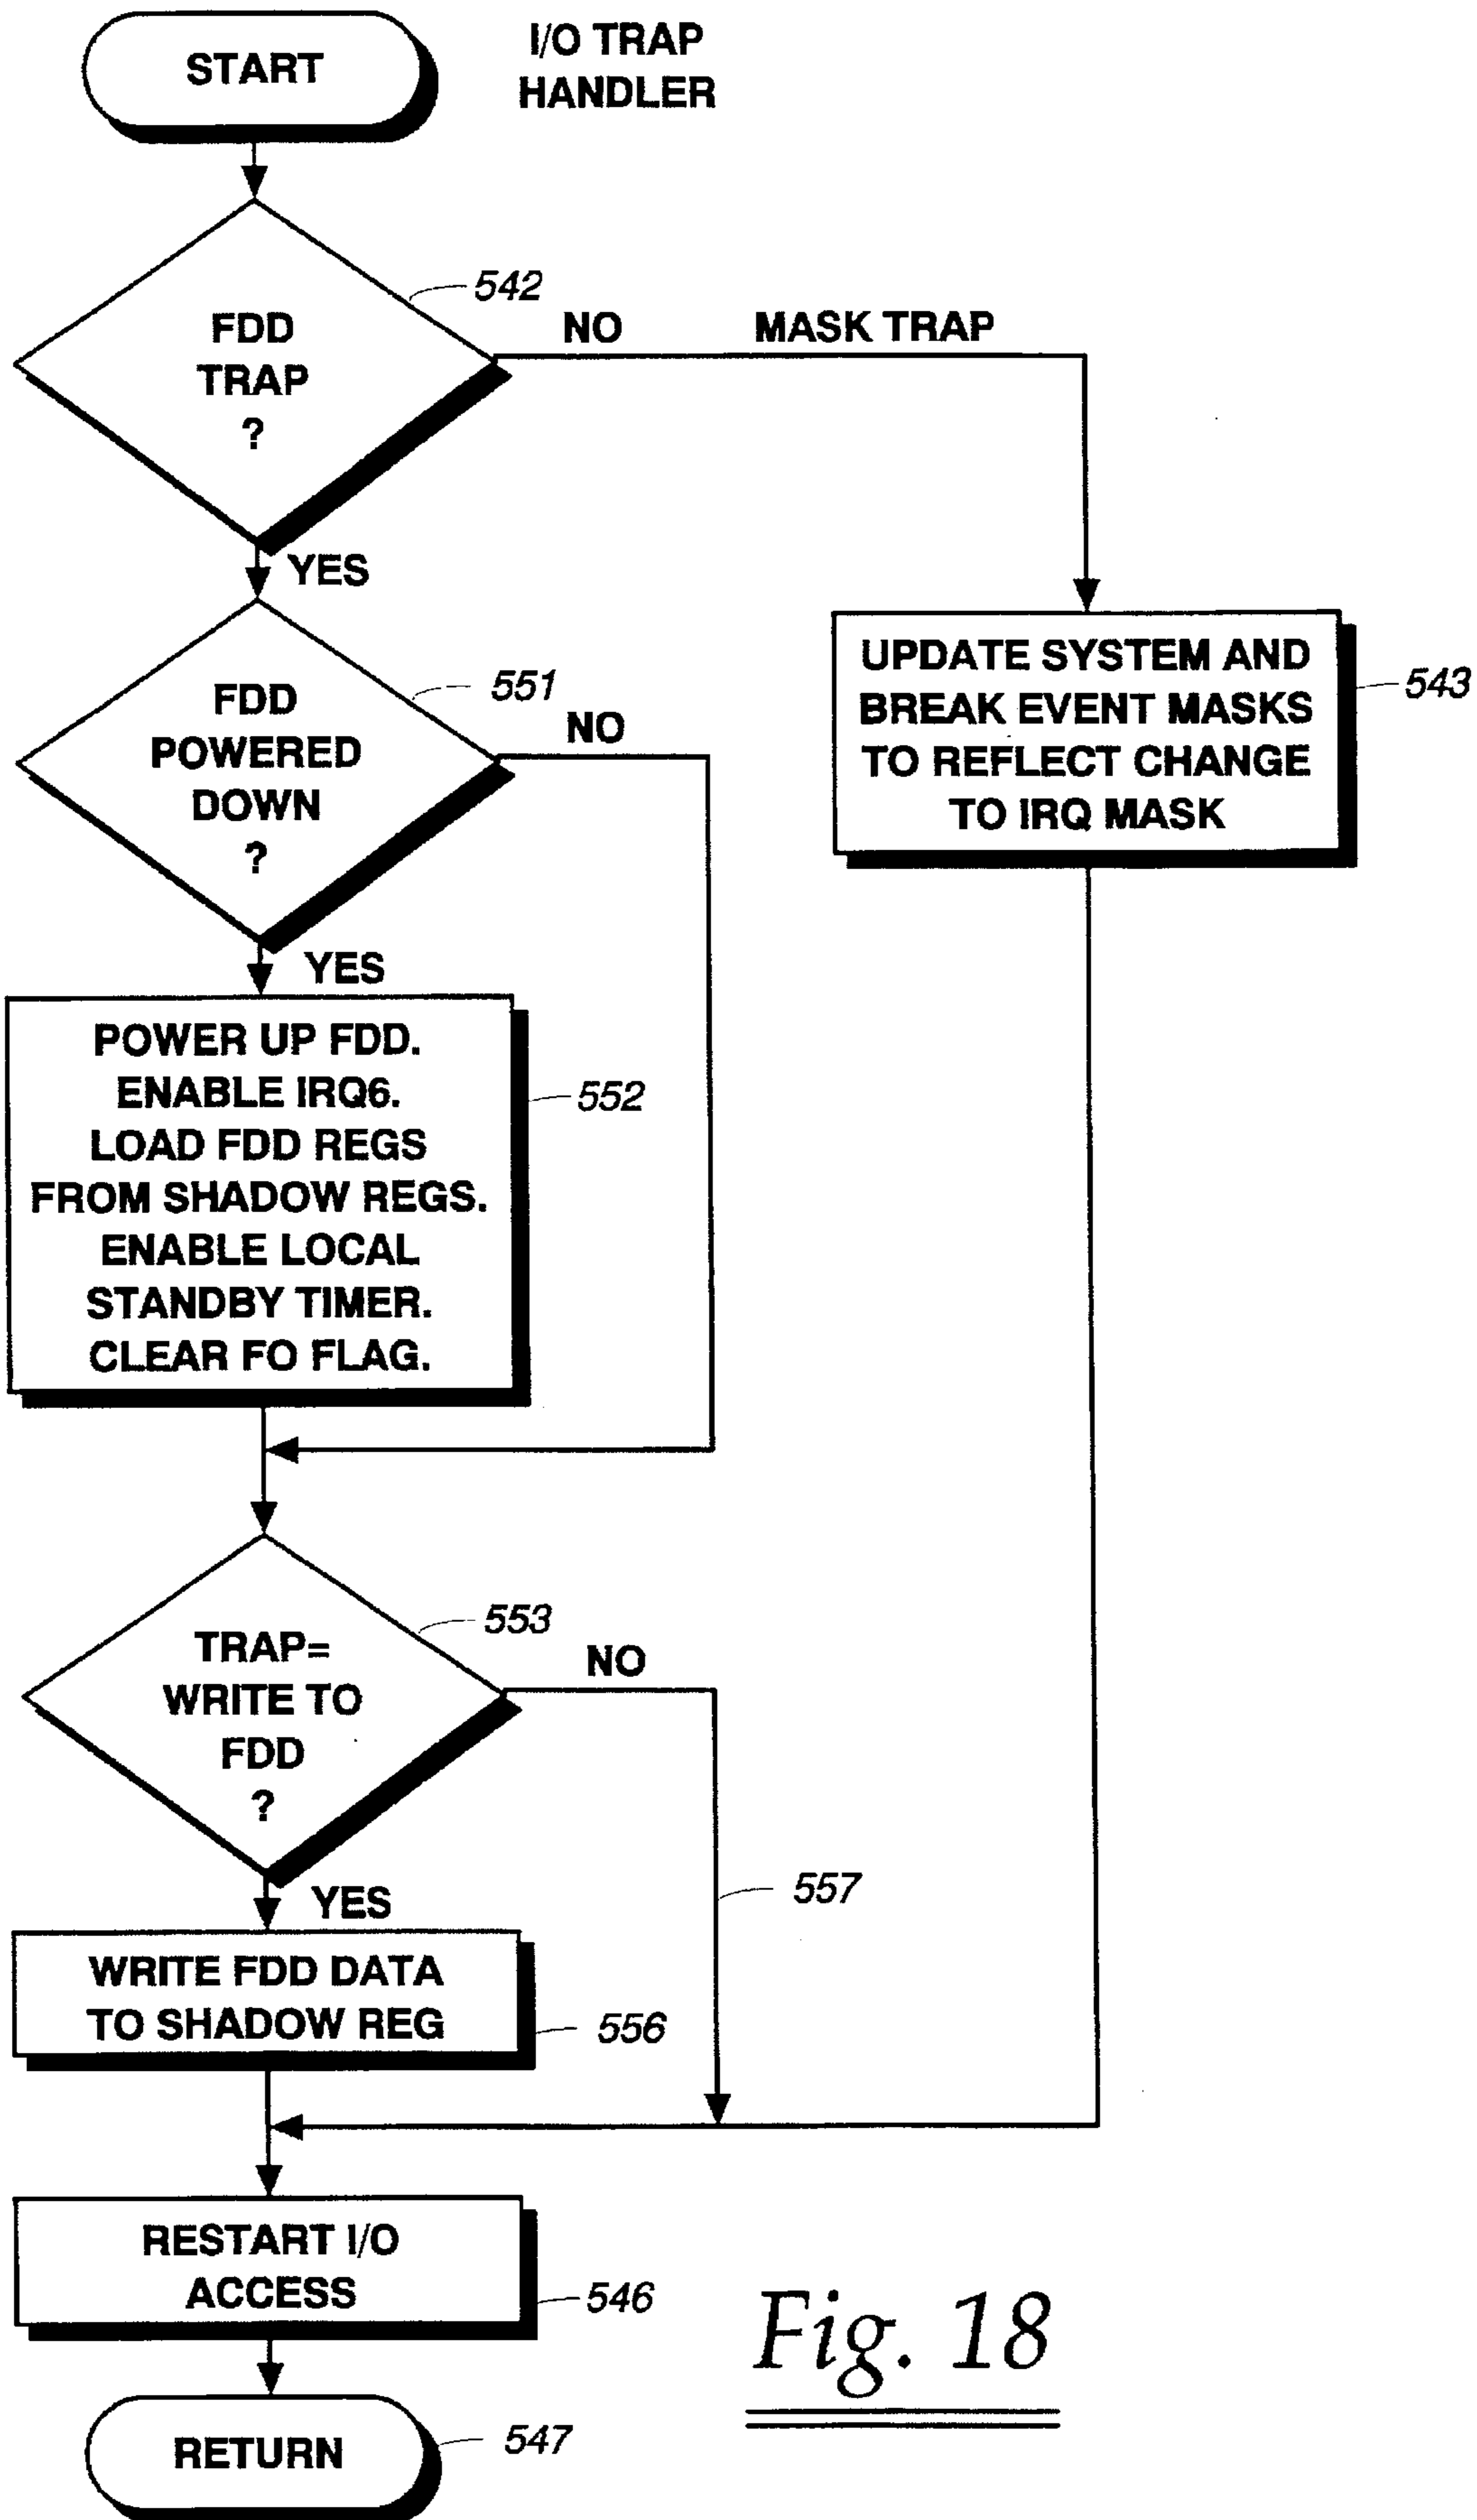 START
I/O TRAP
HANDLER
542
FDD
TRAP
?
NO
MASK TRAP
YES
551
FDD
POWERED
DOWN
?
NO
UPDATE SYSTEM AND
BREAK EVENT MASKS
TO REFLECT CHANGE
TO IRQ MASK
543
YES
POWER UP FDD.
ENABLE IRQ6.
LOAD FDD REGS
FROM SHADOW REGS.
ENABLE LOCAL
STANDBY TIMER.
CLEAR FO FLAG.
552
553
TRAP=
WRITE TO
FDD
?
NO
557
YES
WRITE FDD DATA
TO SHADOW REG
556
RESTART I/O
ACCESS
546
RETURN
547
Fig. 18